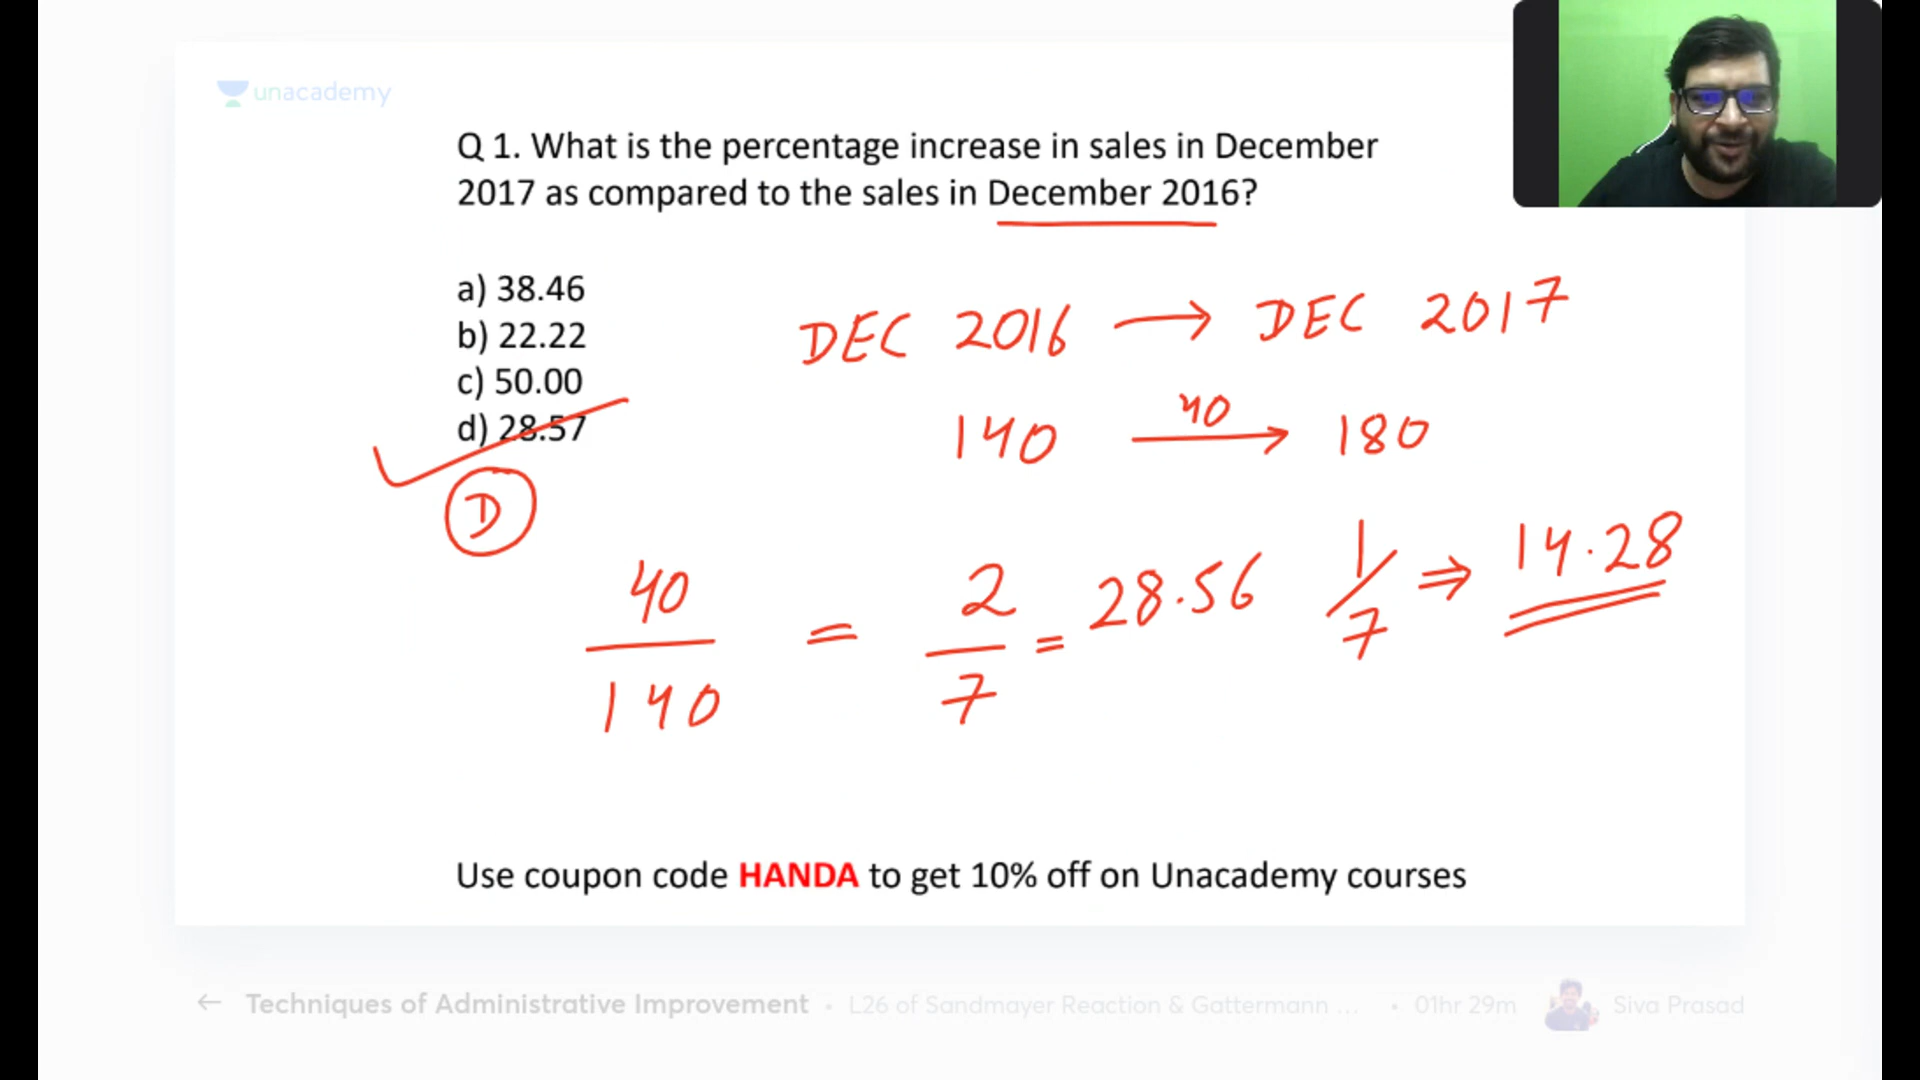 unacademy
Q 1. What is the percentage increase in sales in December
2017 as compared to the sales in December 2016?
a) 38.46
b) 22.22
c) 50.00
d) 28.57
D
DEC 2016 → DEC 2017
140 40→ 180
40/140 = 2/7 = 28.56 1/7 ⇒ 14.28
Use coupon code HANDA to get 10% off on Unacademy courses
← Techniques of Administrative Improvement • L26 of Sandmayer Reaction & Gattermann ... • 01hr 29m Siva Prasad